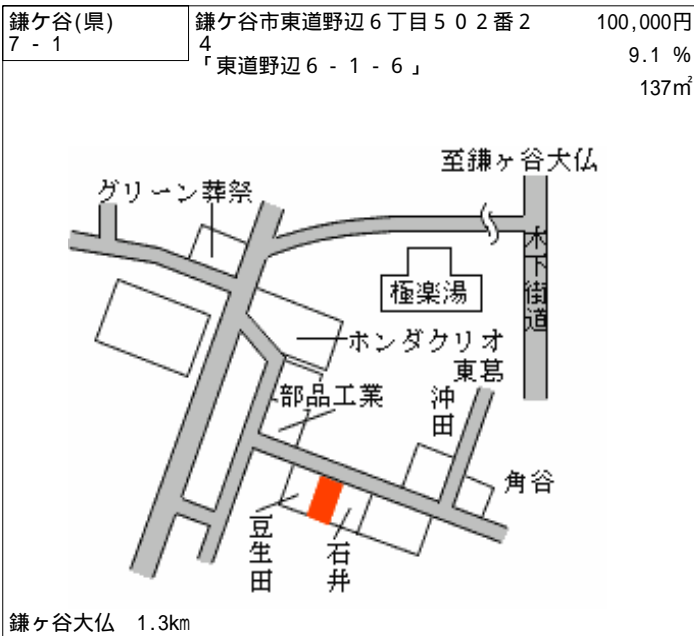 鎌ケ谷(県)
7 - 1
鎌ケ谷市東道野辺６丁目５０２番２
４
「東道野辺６ - １ - ６」
100,000円
9.1 %
137㎡
至鎌ヶ谷大仏
グリーン葬祭
木下街道
極楽湯
ホンダクリオ
東葛
部品工業
沖田
角谷
豆生田
石井
鎌ヶ谷大仏 1.3km